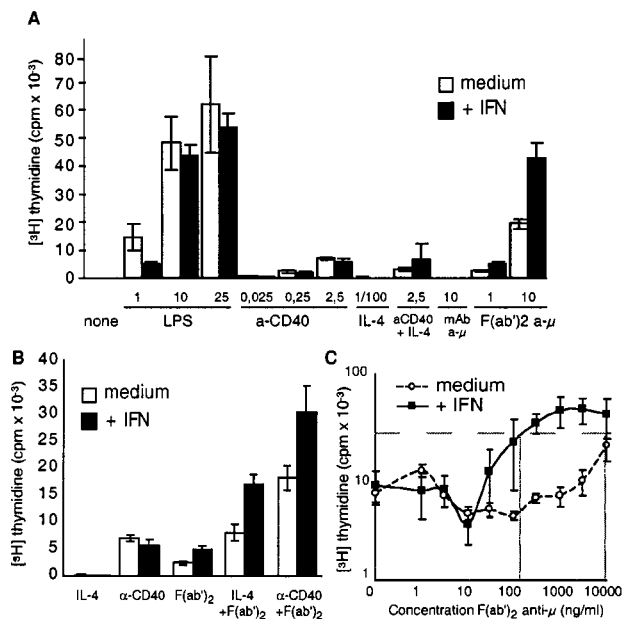 A
[³H] thymidine (cpm x 10⁻³)
80
70
60
50
40
30
20
10
0
medium
+ IFN
1 10 25 0,025 0,25 2,5 1/100 2,5 10 1 10
none LPS a-CD40 IL-4 aCD40 + IL-4 mAb a-μ F(ab')2 a-μ
B
[³H] thymidine (cpm x 10⁻³)
40
35
30
25
20
15
10
5
0
medium
+ IFN
IL-4 α-CD40 F(ab')₂ IL-4 +F(ab')₂ α-CD40 +F(ab')₂
C
[³H] thymidine (cpm x 10⁻³)
100
10
1
medium
+ IFN
0 1 10 100 1000 10000
Concentration F(ab')₂ anti-μ (ng/ml)